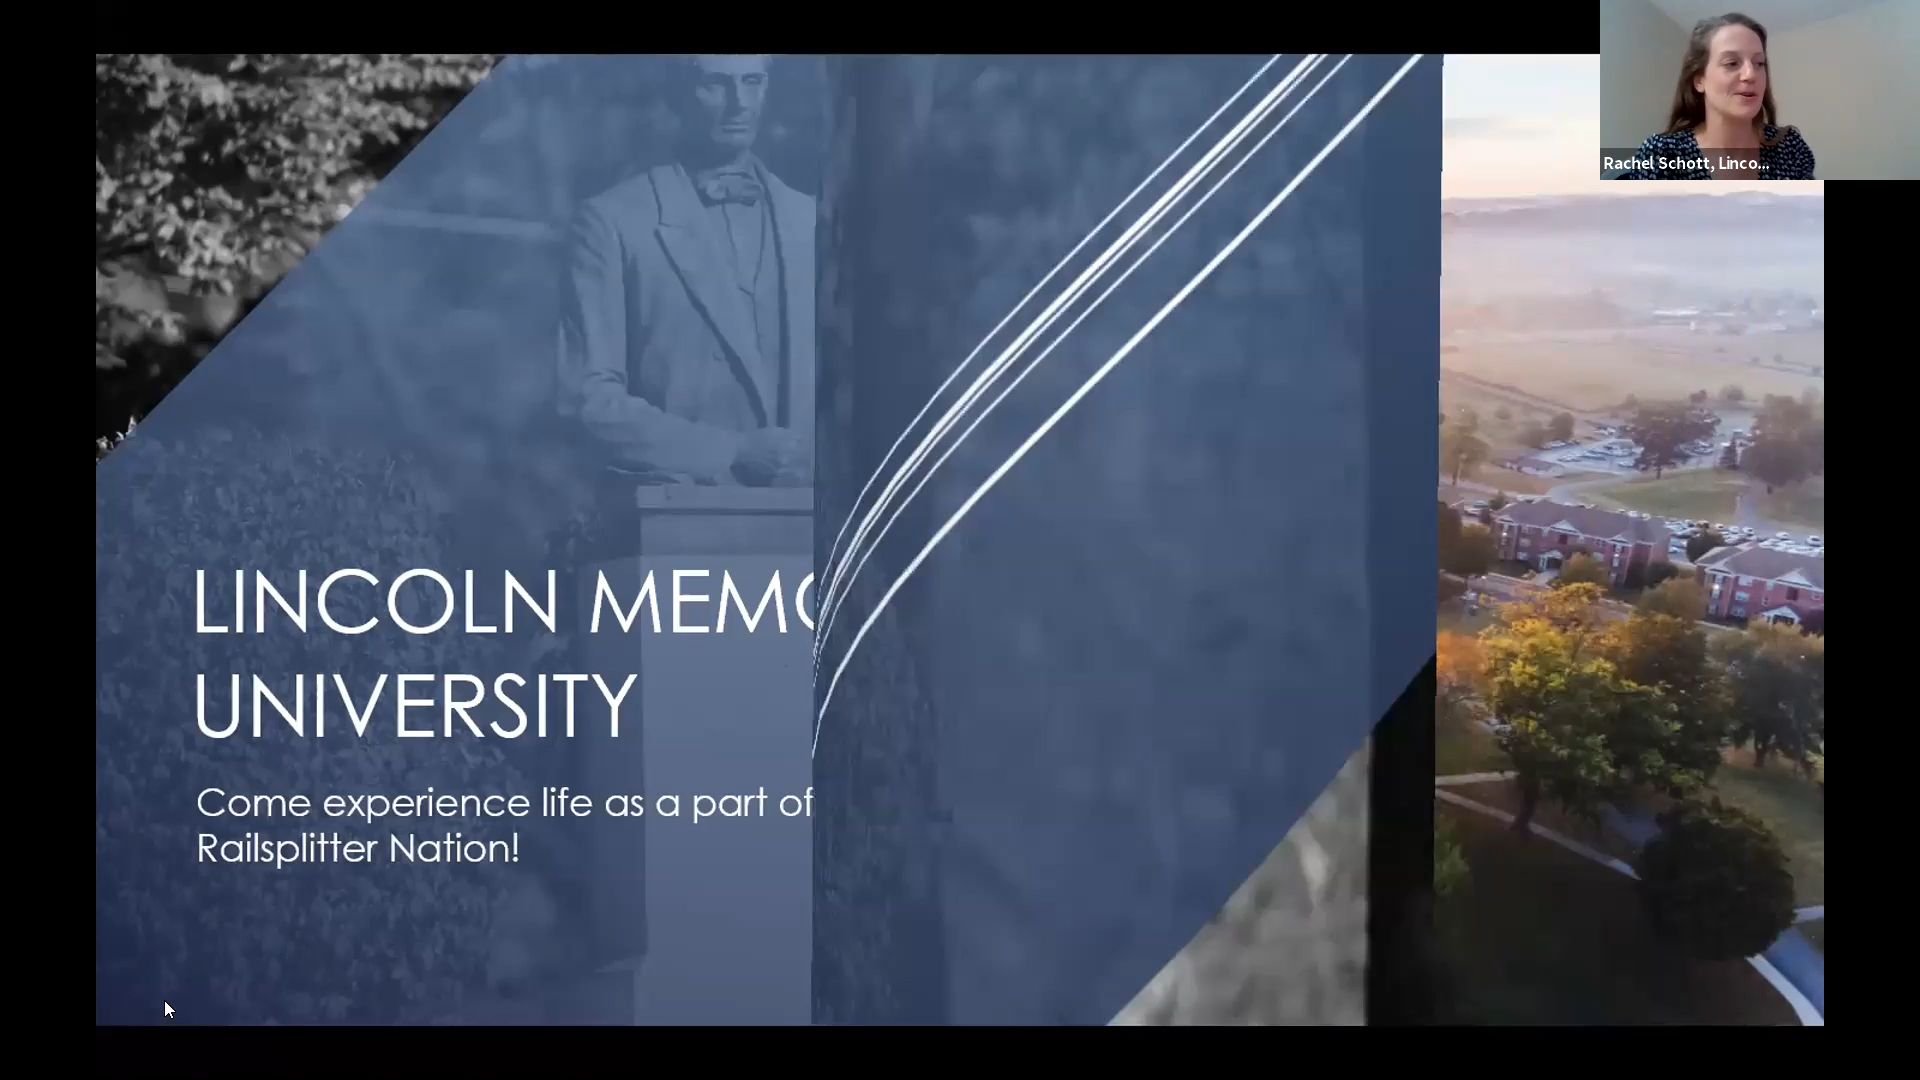 Rachel Schott, Linco...
LINCOLN MEMO
UNIVERSITY
Come experience life as a part of
Railsplitter Nation!